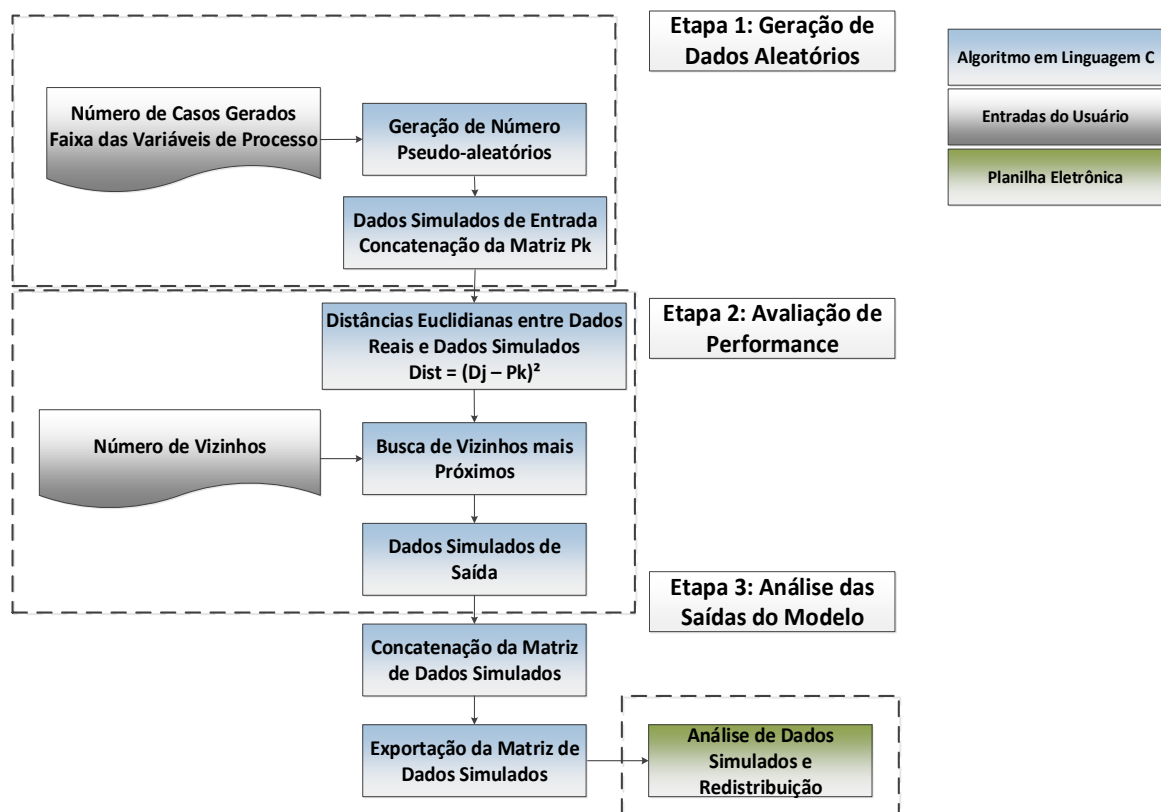 Etapa 1: Geração de
Dados Aleatórios
Algoritmo em Linguagem C
Entradas do Usuário
Planilha Eletrônica
Número de Casos Gerados
Faixa das Variáveis de Processo
Geração de Número
Pseudo-aleatórios
Dados Simulados de Entrada
Concatenação da Matriz Pk
Etapa 2: Avaliação de
Performance
Distâncias Euclidianas entre Dados
Reais e Dados Simulados
Dist = (Dj – Pk)²
Número de Vizinhos
Busca de Vizinhos mais
Próximos
Dados Simulados de
Saída
Etapa 3: Análise das
Saídas do Modelo
Concatenação da Matriz
de Dados Simulados
Exportação da Matriz de
Dados Simulados
Análise de Dados
Simulados e
Redistribuição